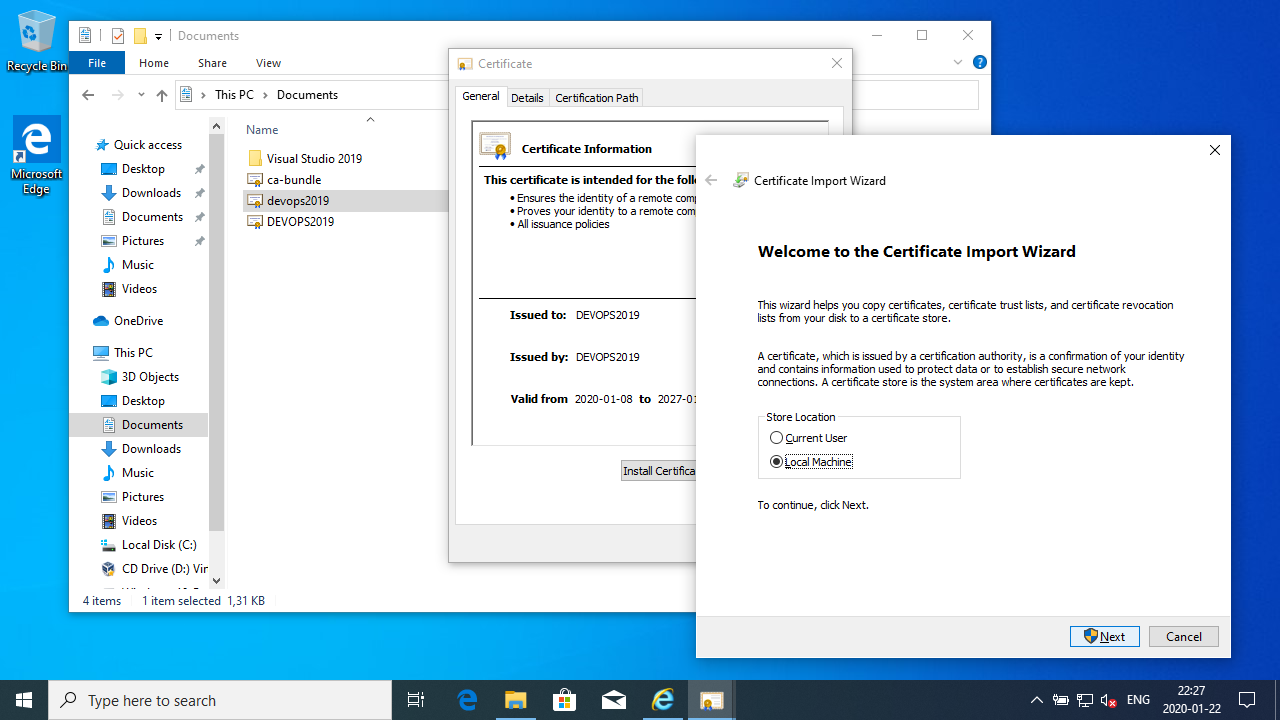 Recycle Bin
Microsoft
Edge
Documents
File
Home
Share
View
This PC
Documents
Name
Quick access
Desktop
Downloads
Documents
Pictures
Music
Videos
OneDrive
This PC
3D Objects
Desktop
Documents
Downloads
Music
Pictures
Videos
Local Disk (C:)
CD Drive (D:) Vir
Visual Studio 2019
ca-bundle
devops2019
DEVOPS2019
4 items
1 item selected 1,31 KB
Certificate
General
Details
Certification Path
Certificate Information
This certificate is intended for the follo
• Ensures the identity of a remote comp
• Proves your identity to a remote com
• All issuance policies
Issued to: DEVOPS2019
Issued by: DEVOPS2019
Valid from 2020-01-08 to 2027-01
Install Certifica
Certificate Import Wizard
Welcome to the Certificate Import Wizard
This wizard helps you copy certificates, certificate trust lists, and certificate revocation
lists from your disk to a certificate store.
A certificate, which is issued by a certification authority, is a confirmation of your identity
and contains information used to protect data or to establish secure network
connections. A certificate store is the system area where certificates are kept.
Store Location
Current User
Local Machine
To continue, click Next.
Next
Cancel
Type here to search
ENG
22:27
2020-01-22